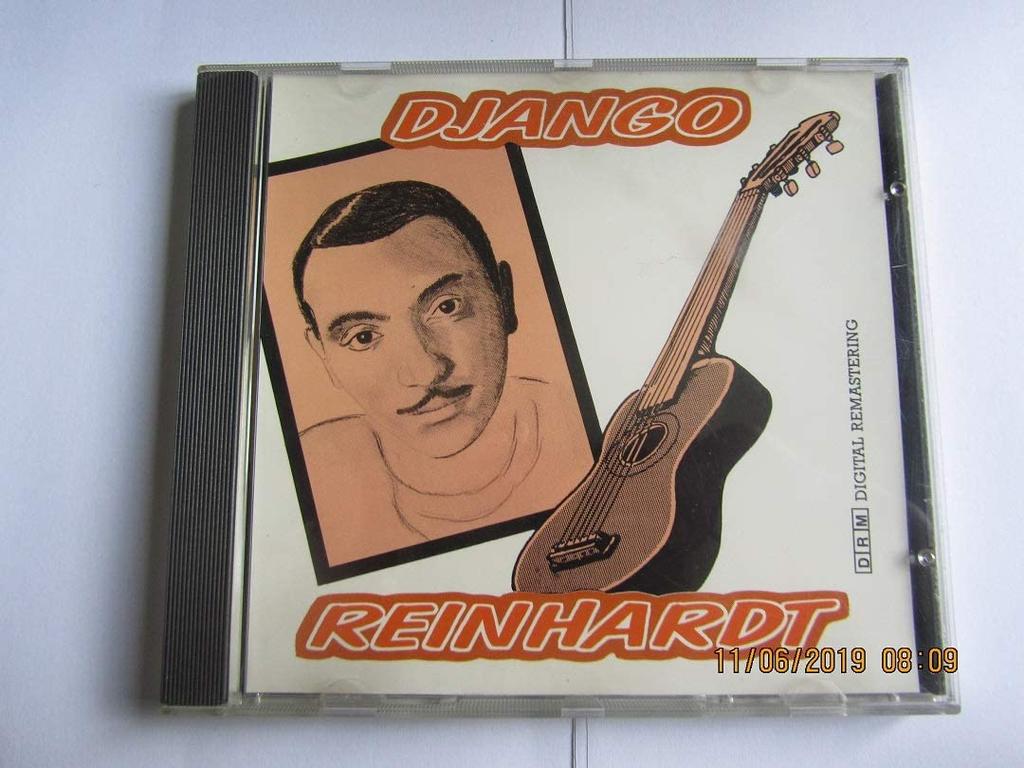 DJANGO
DRM DIGITAL REMASTERING
REINHARDT
11/06/2019 08:09